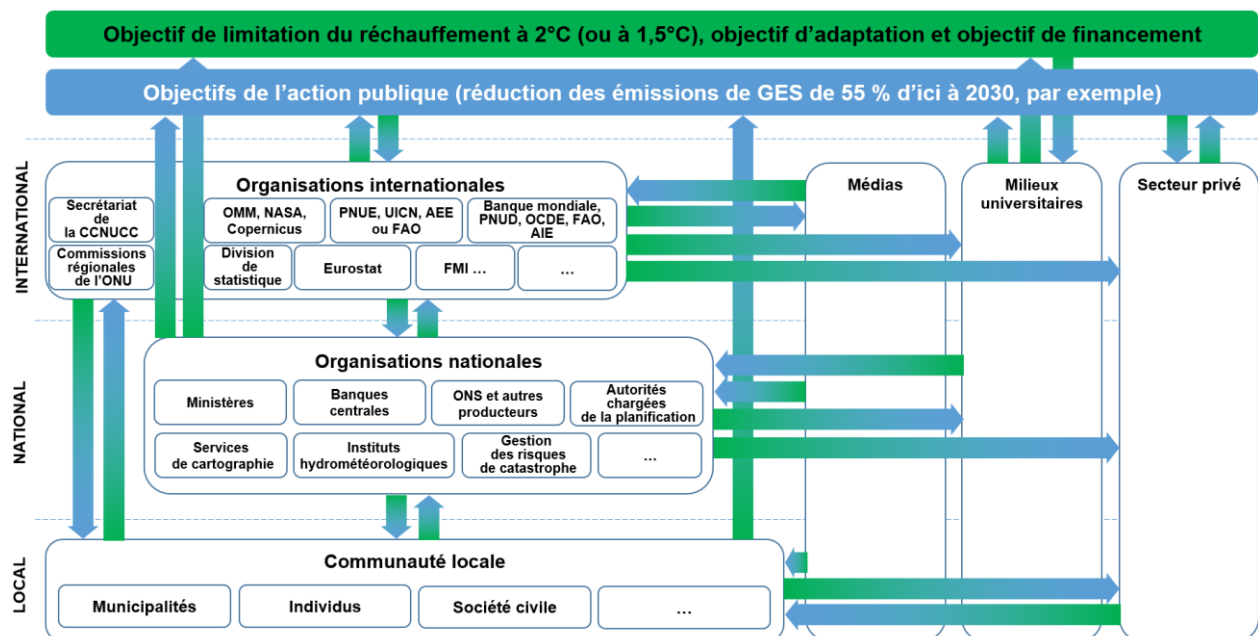 Objectif de limitation du réchauffement à 2°C (ou à 1,5°C), objectif d’adaptation et objectif de financement
Objectifs de l’action publique (réduction des émissions de GES de 55 % d’ici à 2030, par exemple)
INTERNATIONAL
Organisations internationales
Secrétariat
de
la CCNUCC
OMM, NASA,
Copernicus
PNUE, UICN, AEE
ou FAO
Banque mondiale,
PNUD, OCDE, FAO,
AIE
Commissions
régionales
de l’ONU
Division
de
statistique
Eurostat
FMI …
…
Médias
Milieux
universitaires
Secteur privé
NATIONAL
Organisations nationales
Ministères
Banques
centrales
ONS et autres
producteurs
Autorités
chargées
de la planification
Services
de cartographie
Instituts
hydrométéorologiques
Gestion
des risques
de catastrophe
…
LOCAL
Communauté locale
Municipalités
Individus
Société civile
…